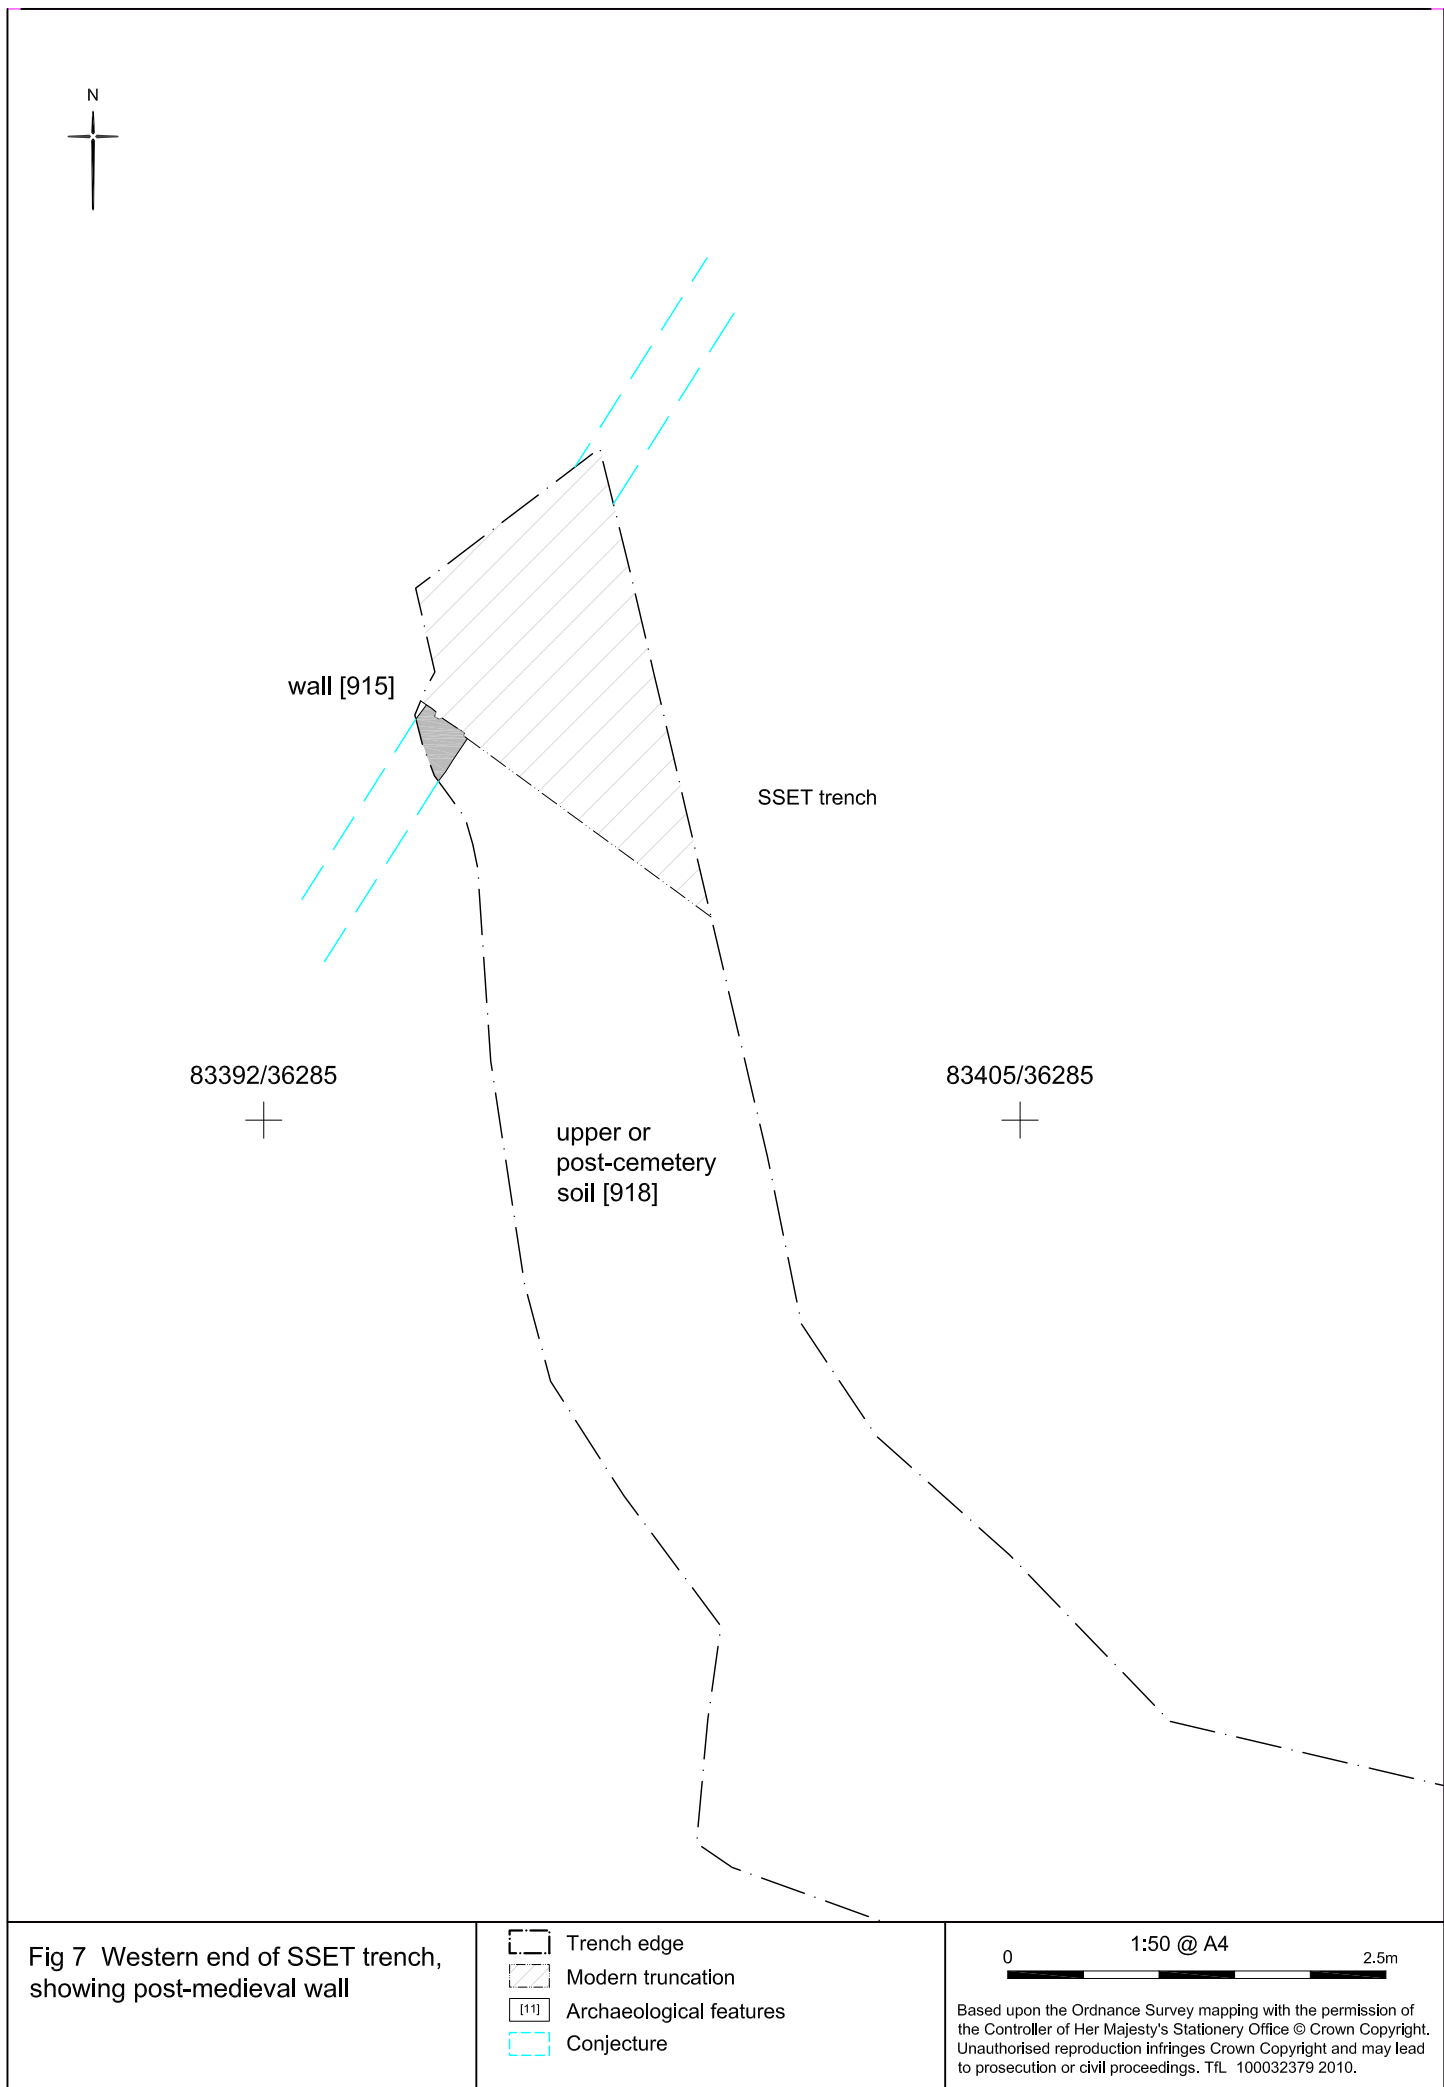 N
wall [915]
SSET trench
83392/36285
83405/36285
upper or
post-cemetery
soil [918]
Fig 7 Western end of SSET trench,
showing post-medieval wall
Trench edge
Modern truncation
[11] Archaeological features
Conjecture
1:50 @ A4
0 2.5m
Based upon the Ordnance Survey mapping with the permission of
the Controller of Her Majesty's Stationery Office © Crown Copyright.
Unauthorised reproduction infringes Crown Copyright and may lead
to prosecution or civil proceedings. TfL 100032379 2010.